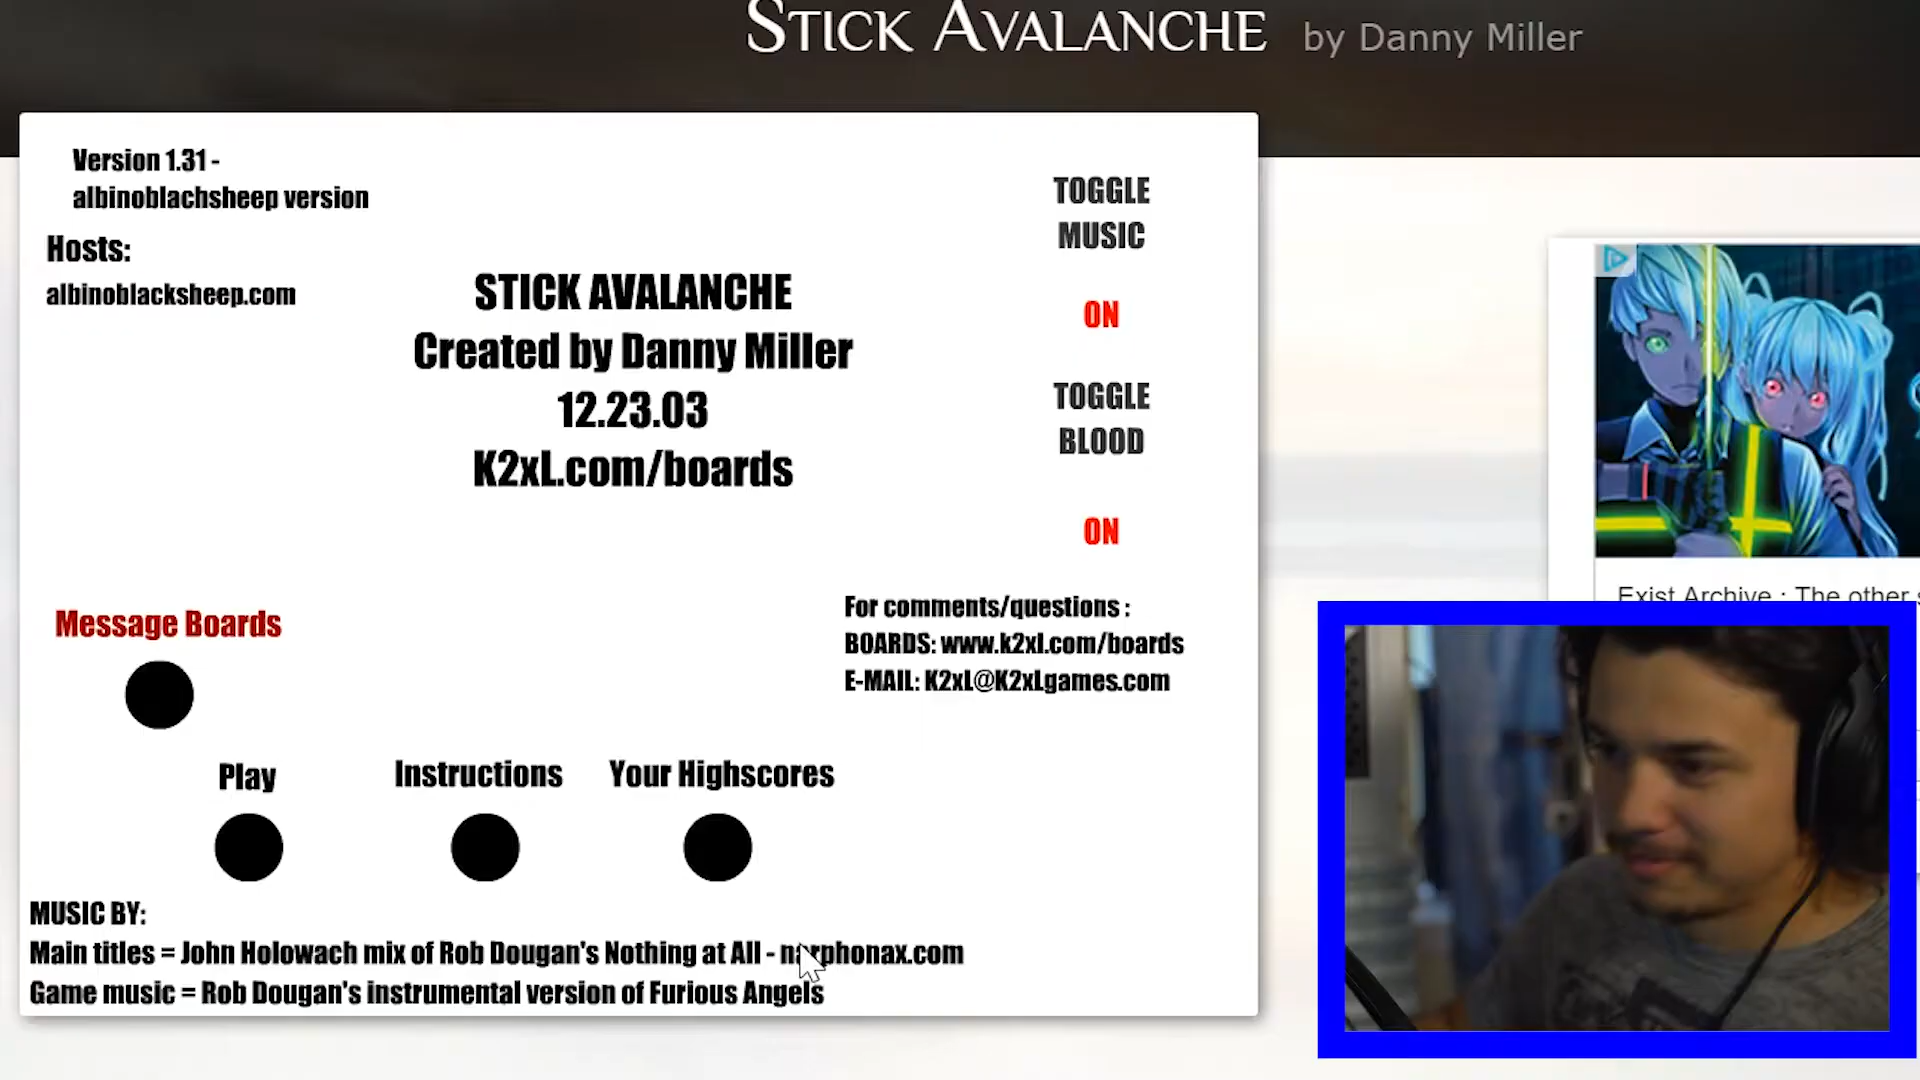 STICK AVALANCHE by Danny Miller
Version 1.31 -
albinoblachsheep version
Hosts:
albinoblacksheep.com
STICK AVALANCHE
Created by Danny Miller
12.23.03
K2xL.com/boards
TOGGLE
MUSIC
ON
TOGGLE
BLOOD
ON
Message Boards
For comments/questions :
BOARDS: www.k2xl.com/boards
E-MAIL: K2xL@K2xLgames.com
Play
Instructions
Your Highscores
MUSIC BY:
Main titles = John Holowach mix of Rob Dougan's Nothing at All - narphonax.com
Game music = Rob Dougan's instrumental version of Furious Angels
Exist Archive : The other